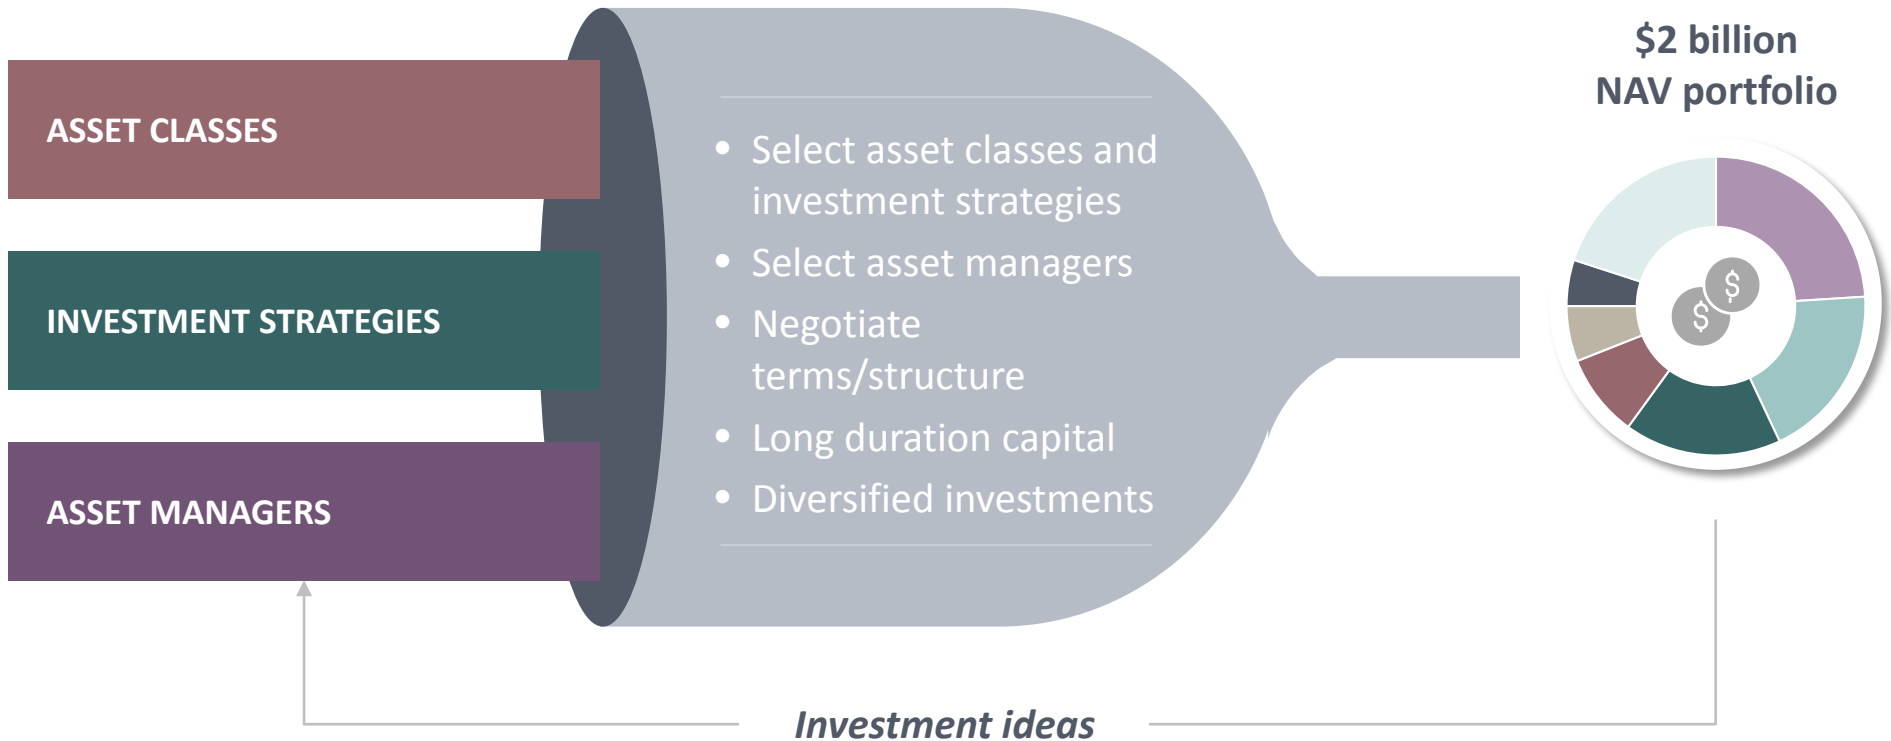 $2 billion
NAV portfolio
ASSET CLASSES
INVESTMENT STRATEGIES
ASSET MANAGERS
• Select asset classes and
investment strategies
• Select asset managers
• Negotiate
terms/structure
• Long duration capital
• Diversified investments
$
$
Investment ideas